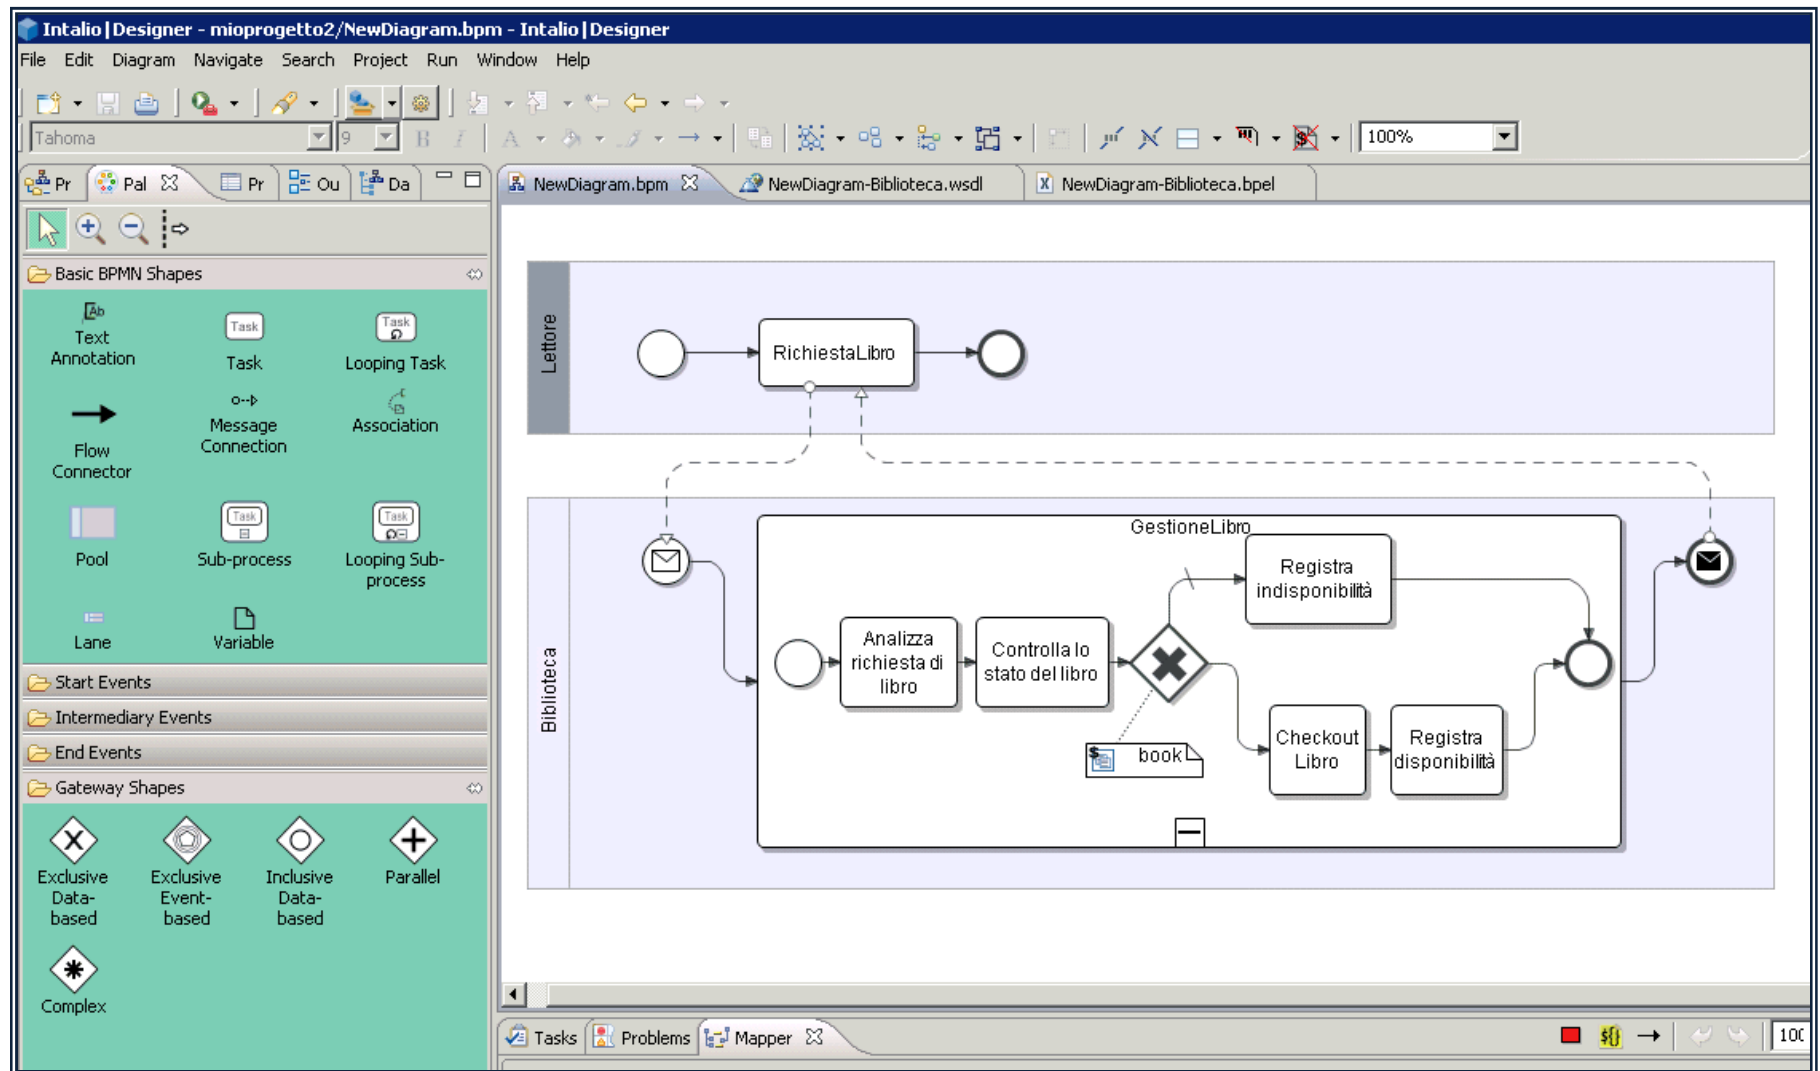 Intalio|Designer - mioprogetto2/NewDiagram.bpm - Intalio|Designer
File Edit Diagram Navigate Search Project Run Window Help
Tahoma 9 B I A 100%
Pr Pal Pr Ou Da
NewDiagram.bpm NewDiagram-Biblioteca.wsdl NewDiagram-Biblioteca.bpel
Basic BPMN Shapes
Text
Annotation
Task
Task
Task
Looping Task
Flow
Connector
Message
Connection
Association
Pool
Task
Sub-process
Task
Looping Sub-
process
Lane
Variable
Start Events
Intermediary Events
End Events
Gateway Shapes
Exclusive
Data-
based
Exclusive
Event-
based
Inclusive
Data-
based
Parallel
Complex
Lettore
RichiestaLibro
Biblioteca
GestioneLibro
Analizza
richiesta di
libro
Controlla lo
stato del libro
Registra
indisponibilità
book
Checkout
Libro
Registra
disponibilità
Tasks Problems Mapper